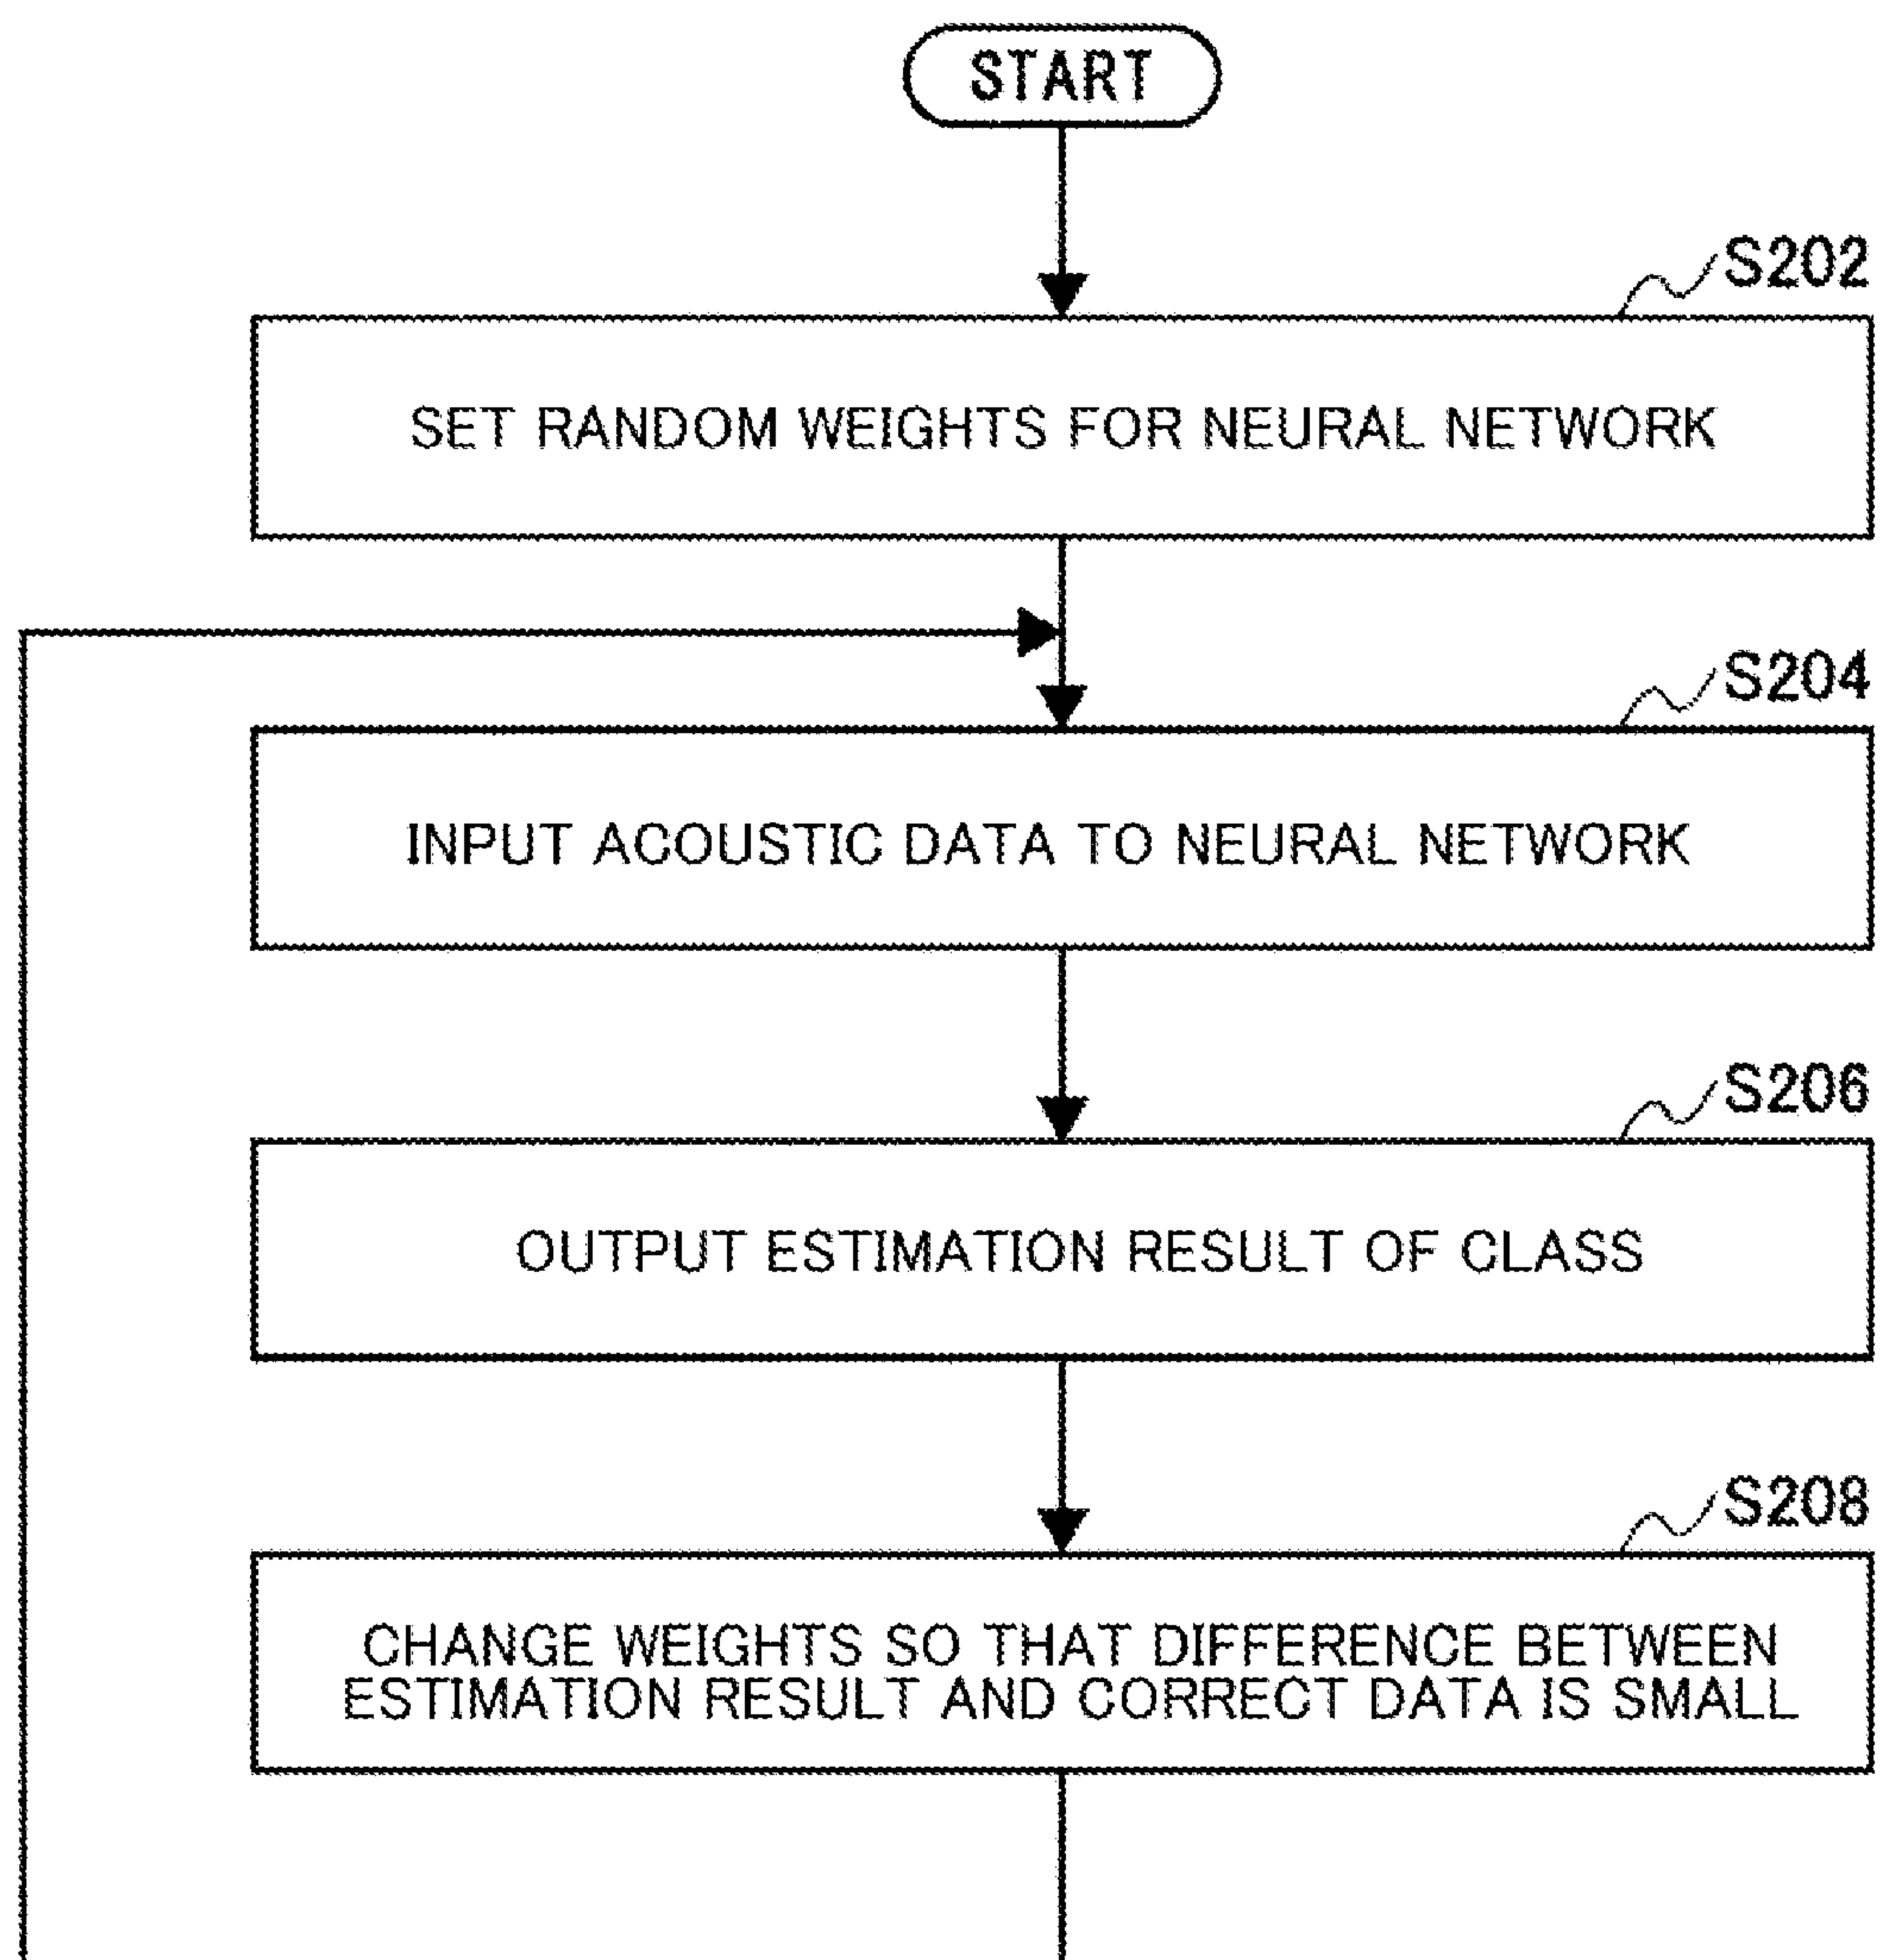 START
S202
SET RANDOM WEIGHTS FOR NEURAL NETWORK
S204
INPUT ACOUSTIC DATA TO NEURAL NETWORK
S206
OUTPUT ESTIMATION RESULT OF CLASS
S208
CHANGE WEIGHTS SO THAT DIFFERENCE BETWEEN
ESTIMATION RESULT AND CORRECT DATA IS SMALL